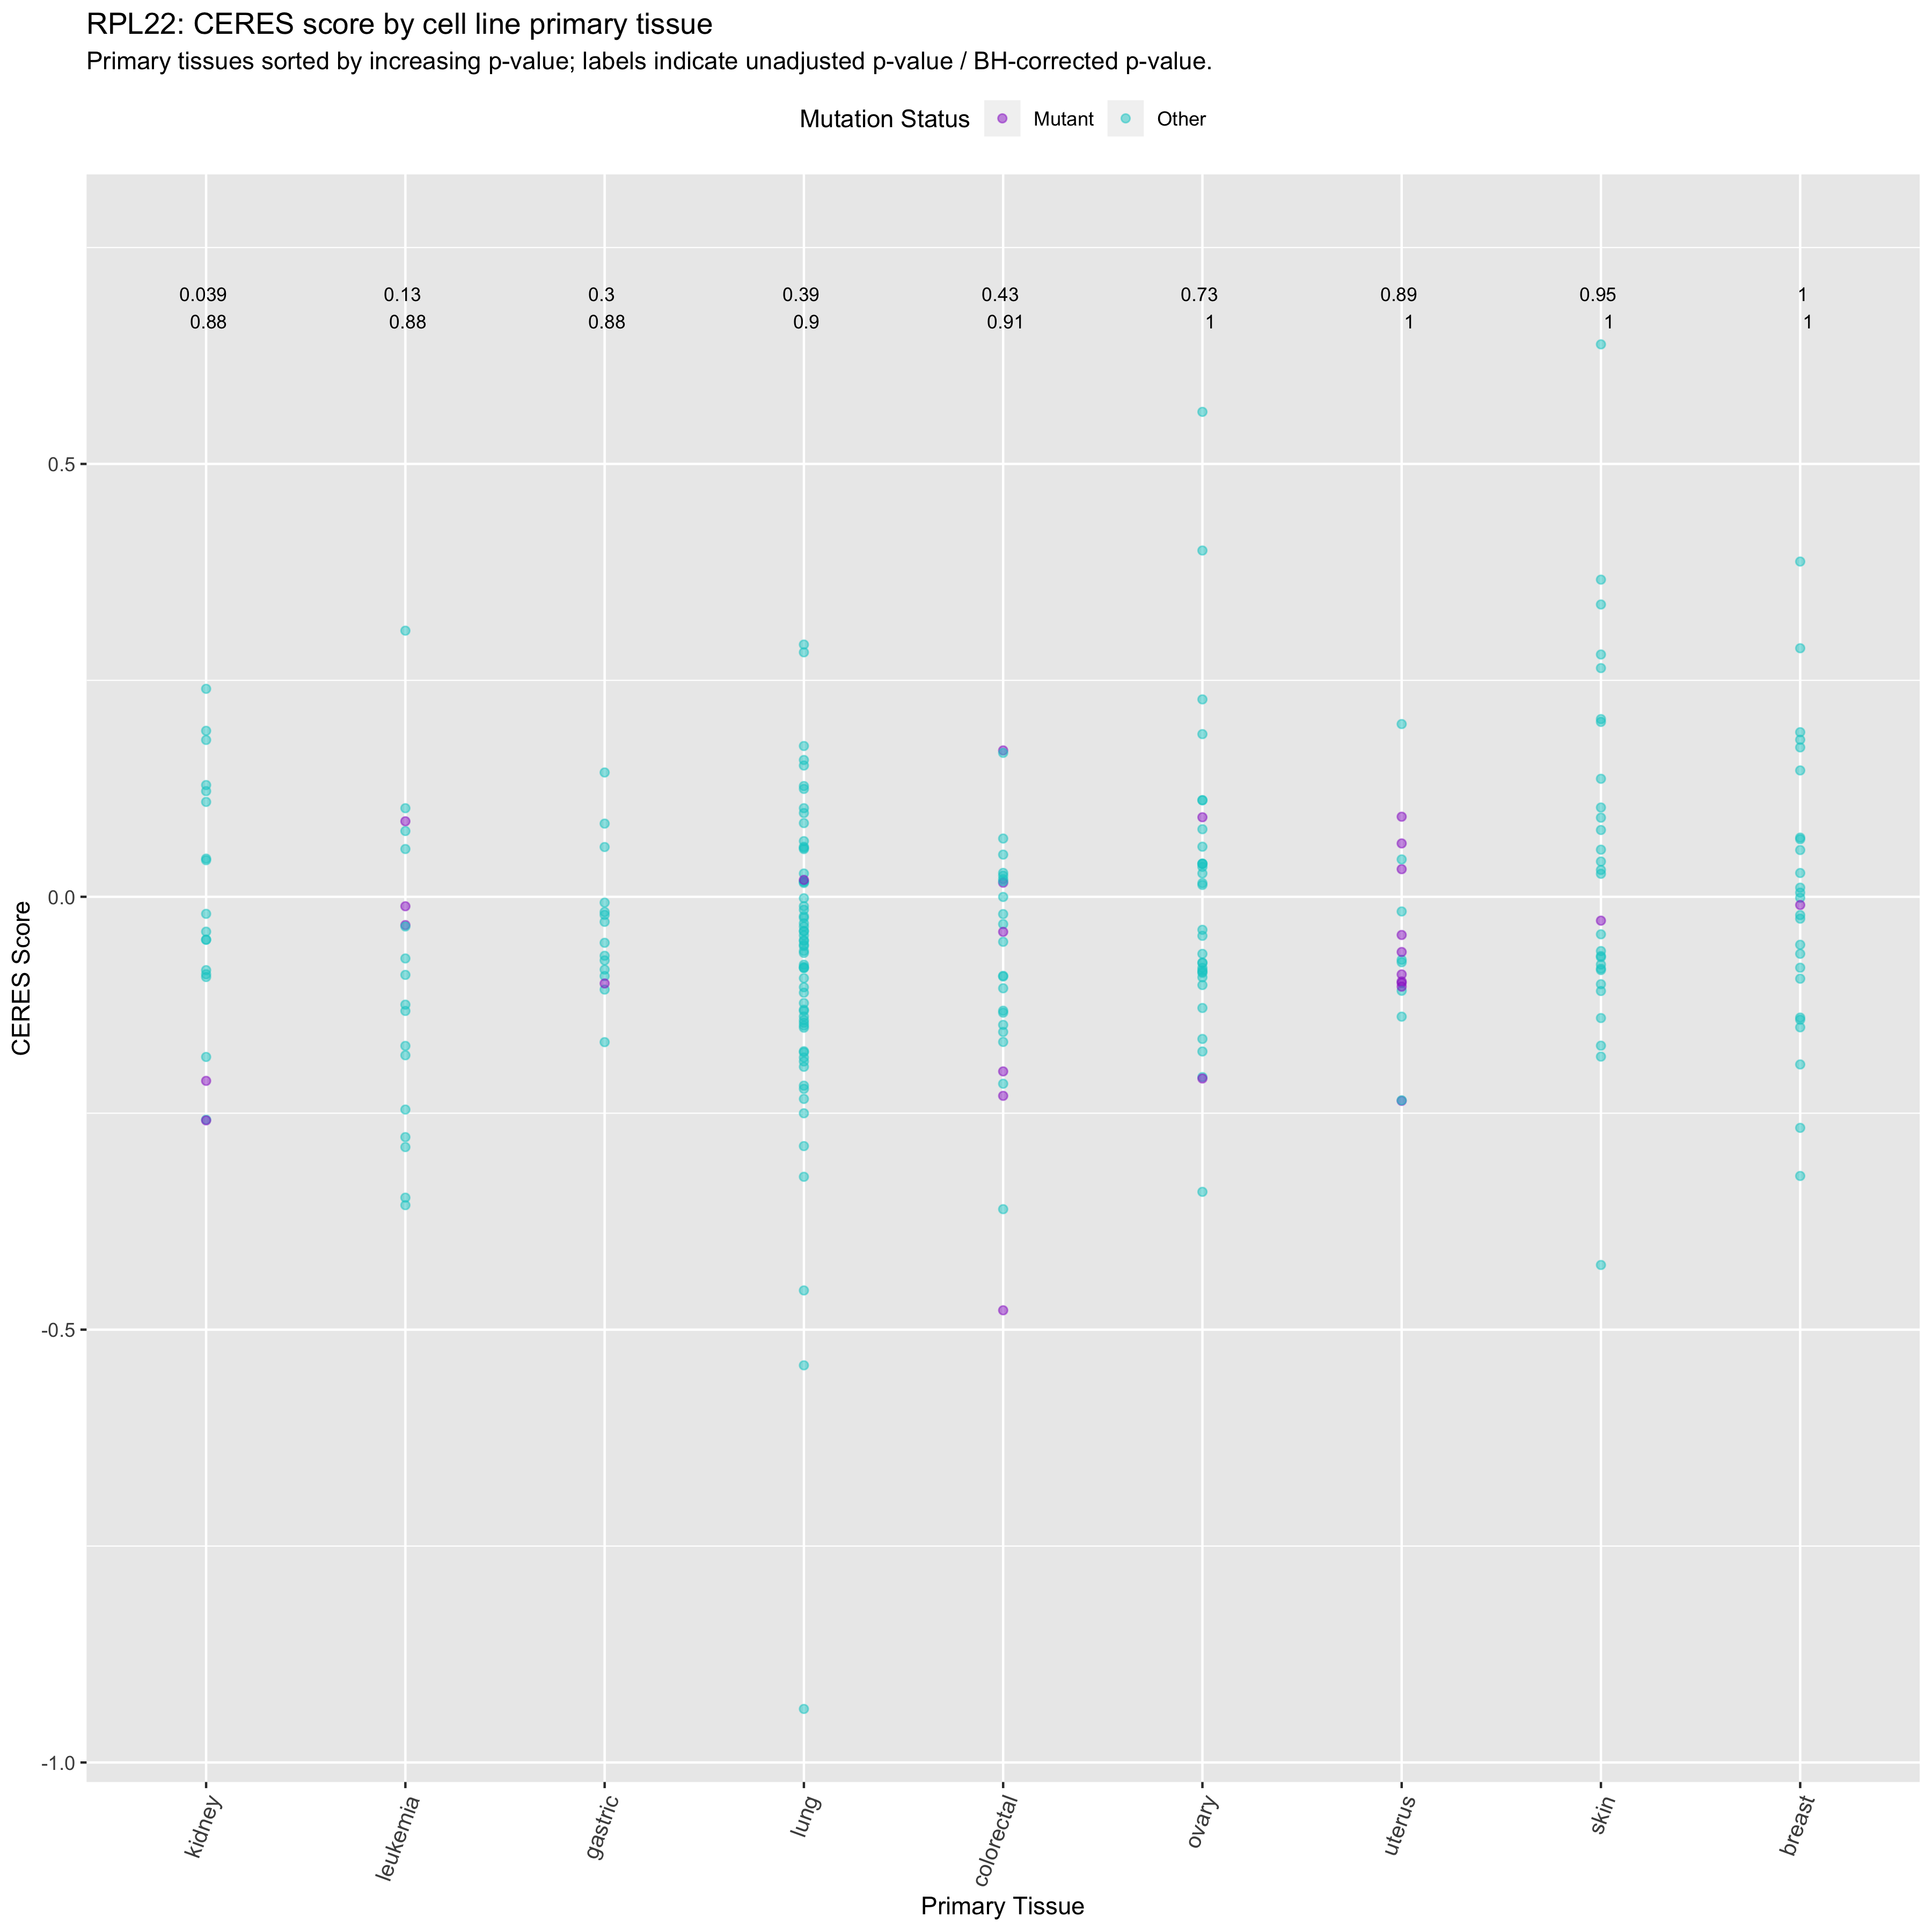 RPL22: CERES score by cell line primary tissue
Primary tissues sorted by increasing p-value; labels indicate unadjusted p-value / BH-corrected p-value.
Mutation Status Mutant Other
0.039 0.13 0.3 0.39 0.43 0.73 0.89 0.95 1
0.88 0.88 0.88 0.9 0.91 1 1 1 1
0.5
0.0
-0.5
-1.0
CERES Score
kidney leukemia gastric lung colorectal ovary uterus skin breast
Primary Tissue